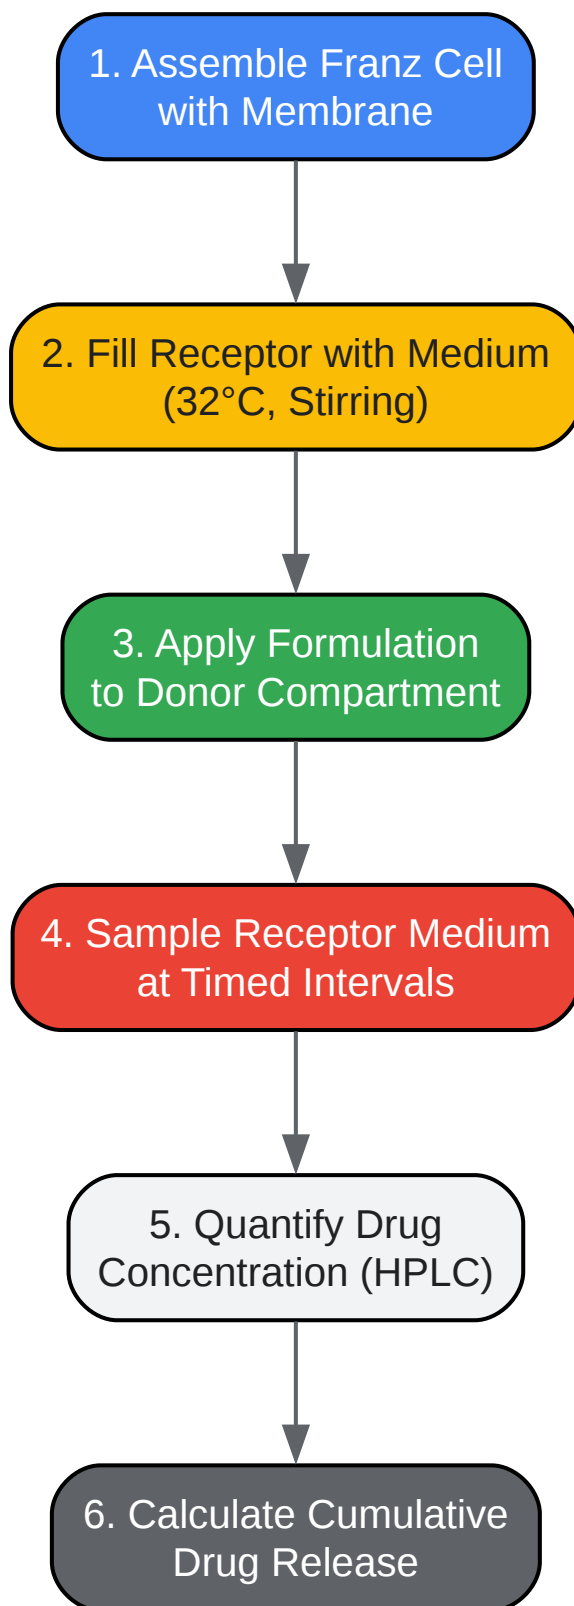 1. Assemble Franz Cell
with Membrane
2. Fill Receptor with Medium
(32°C, Stirring)
3. Apply Formulation
to Donor Compartment
4. Sample Receptor Medium
at Timed Intervals
5. Quantify Drug
Concentration (HPLC)
6. Calculate Cumulative
Drug Release